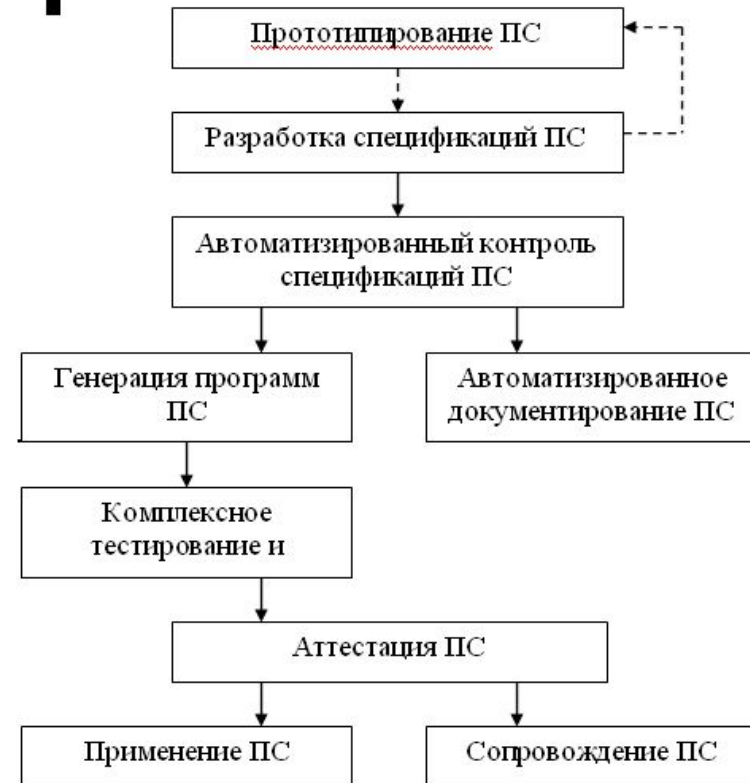 Прототипирование ПС
Разработка спецификаций ПС
Автоматизированный контроль
спецификаций ПС
Генерация программ
ПС
Автоматизированное
документирование ПС
Комплексное
тестирование и
Аттестация ПС
Применение ПС
Сопровождение ПС